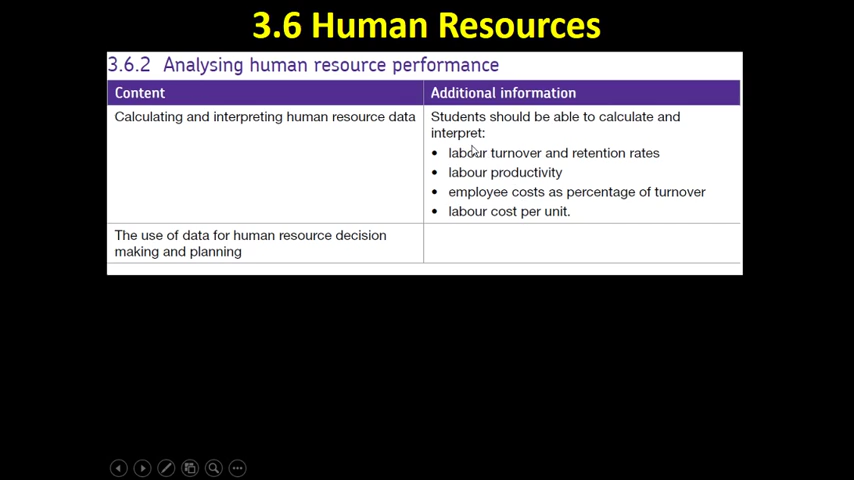 3.6 Human Resources
3.6.2 Analysing human resource performance
Content
Additional information
Calculating and interpreting human resource data
Students should be able to calculate and
interpret:
• labour turnover and retention rates
• labour productivity
• employee costs as percentage of turnover
• labour cost per unit.
The use of data for human resource decision
making and planning